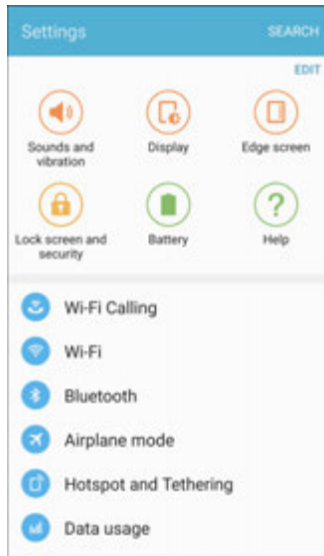 Settings SEARCH
EDIT
Sounds and vibration Display Edge screen
Lock screen and security Battery Help
Wi-Fi Calling
Wi-Fi
Bluetooth
Airplane mode
Hotspot and Tethering
Data usage